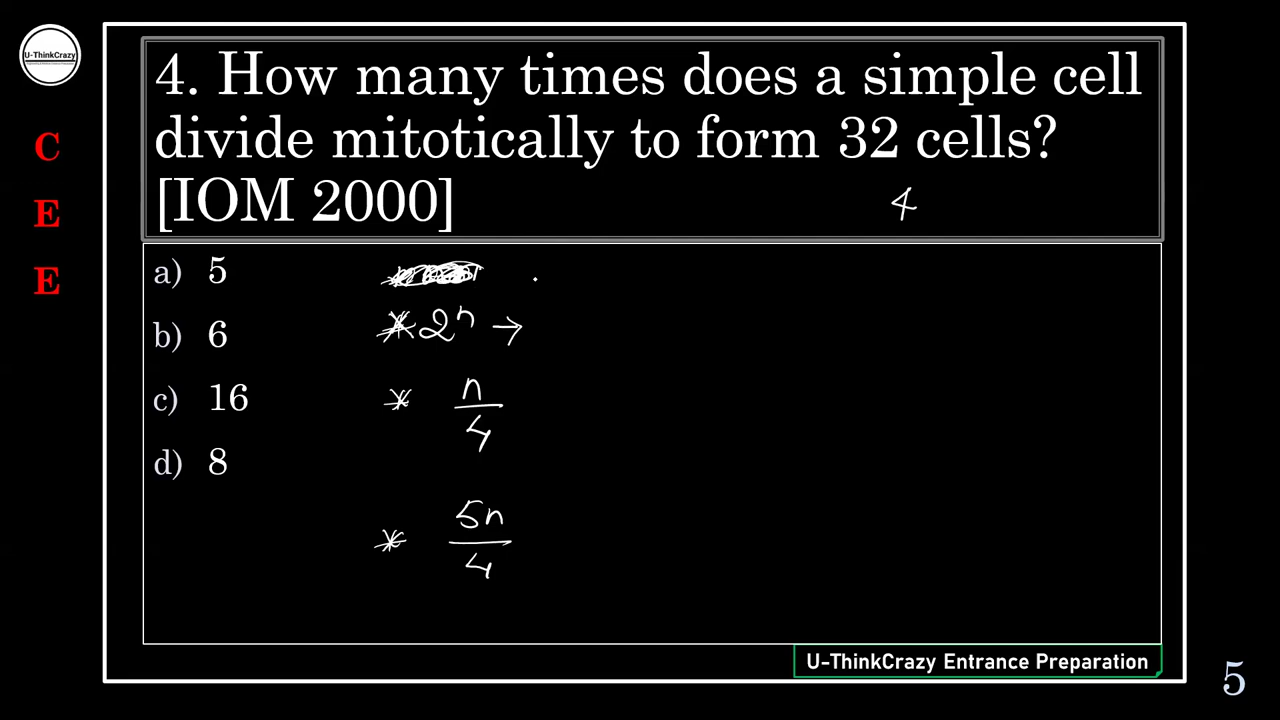 U-ThinkCrazy
C
E
E
4. How many times does a simple cell
divide mitotically to form 32 cells?
[IOM 2000]
4
a) 5
b) 6
* 2ⁿ →
c) 16
* n/4
d) 8
* 5n/4
U-ThinkCrazy Entrance Preparation
5